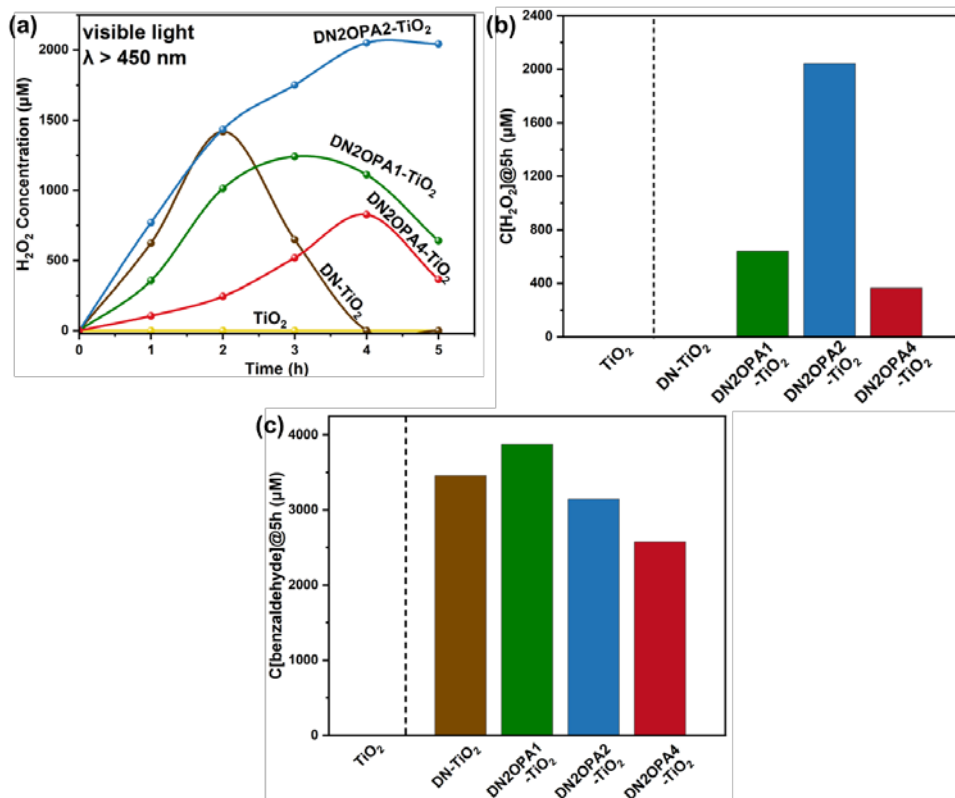 (a)
visible light
λ > 450 nm
DN2OPA2-TiO₂
DN2OPA1-TiO₂
DN2OPA4-TiO₂
DN-TiO₂
TiO₂
H₂O₂ Concentration (μM)
2000
1500
1000
500
0
0 1 2 3 4 5
Time (h)
(b)
C[H₂O₂]@5h (μM)
2400
2000
1600
1200
800
400
0
TiO₂
DN-TiO₂
DN2OPA1
-TiO₂
DN2OPA2
-TiO₂
DN2OPA4
-TiO₂
(c)
C[benzaldehyde]@5h (μM)
4000
3000
2000
1000
0
TiO₂
DN-TiO₂
DN2OPA1
-TiO₂
DN2OPA2
-TiO₂
DN2OPA4
-TiO₂